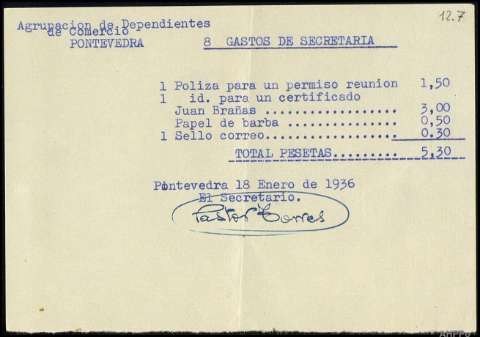 12.7
Agrupacion de Dependientes
de Comercio
PONTEVEDRA
8 GASTOS DE SECRETARIA
1 Poliza para un permiso reunion 1,50
1 id. para un certificado
Juan Brañas .................. 3,00
Papel de barba ............... 0,50
1 Sello correo.................. 0.30
TOTAL PESETAS......... 5,30
Pontevedra 18 Enero de 1936
El Secretario.
Pastor Torres
AHPPo